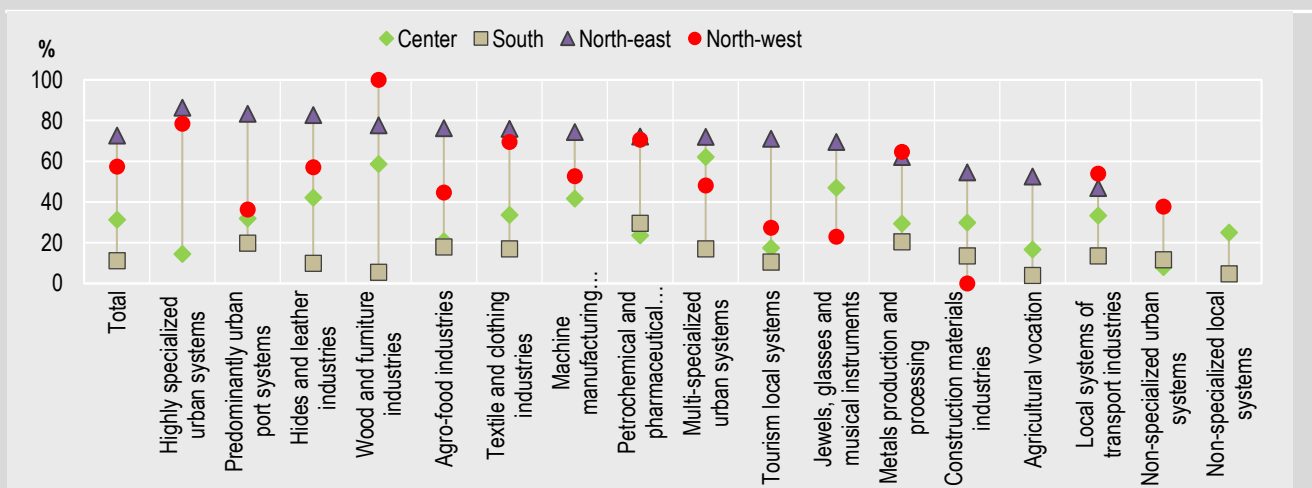 %
Center South North-east North-west
100
80
60
40
20
0
Total
Highly specialized
urban systems
Predominantly urban
port systems
Hides and leather
industries
Wood and furniture
industries
Agro-food industries
Textile and clothing
industries
Machine
manufacturing…
Petrochemical and
pharmaceutical…
Multi-specialized
urban systems
Tourism local systems
Jewels, glasses and
musical instruments
Metals production and
processing
Construction materials
industries
Agricultural vocation
Local systems of
transport industries
Non-specialized urban
systems
Non-specialized local
systems